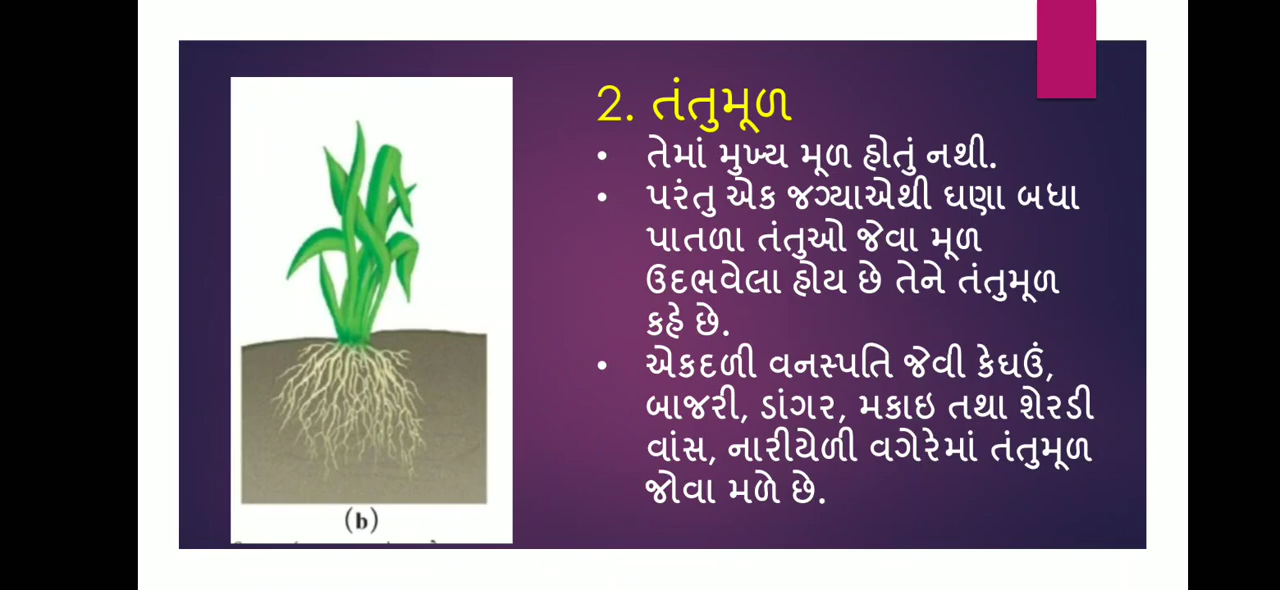 2. તંતુમૂળ
• તેમાં મુખ્ય મૂળ હોતું નથી.
• પરંતુ એક જગ્યાએથી ઘણા બધા
પાતળા તંતુઓ જેવા મૂળ
ઉદભવેલા હોય છે તેને તંતુમૂળ
કહે છે.
• એકદળી વનસ્પતિ જેવી કેઘઉં,
બાજરી, ડાંગર, મકાઇ તથા શેરડી
વાંસ, નારીયેળી વગેરેમાં તંતુમૂળ
જોવા મળે છે.
(b)